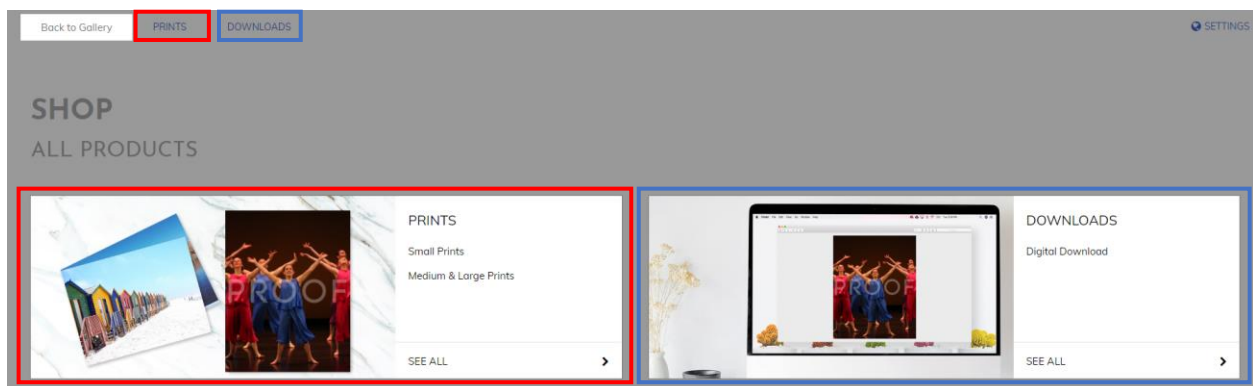 Back to Gallery PRINTS DOWNLOADS SETTINGS
SHOP
ALL PRODUCTS
PRINTS
Small Prints
Medium & Large Prints
SEE ALL
PROOF
DOWNLOADS
Digital Download
SEE ALL
PROOF